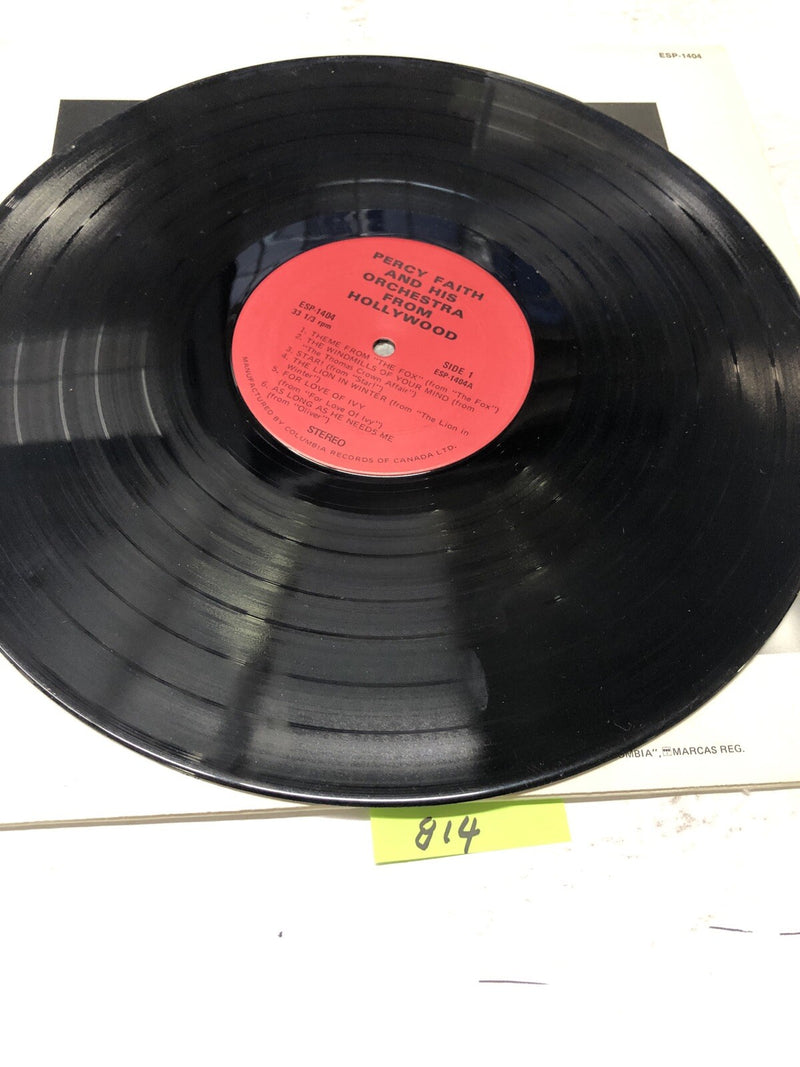 ESP-1404
PERCY FAITH
AND HIS
ORCHESTRA
FROM
HOLLYWOOD
ESP 1404
33 1/3 rpm
SIDE 1
ESP-1404A
1. THEME FROM "THE FOX" (from "The Fox")
2. THE WINDMILLS OF YOUR MIND (from
"The Thomas Crown Affair")
3. STAR! (from "Star!")
4. THE LION IN WINTER (from "The Lion in
Winter")
5. FOR LOVE OF IVY
(from "For Love Of Ivy")
6. AS LONG AS HE NEEDS ME
(from "Oliver")
STEREO
MANUFACTURED BY COLUMBIA RECORDS OF CANADA LTD.
MARCAS REG.
814